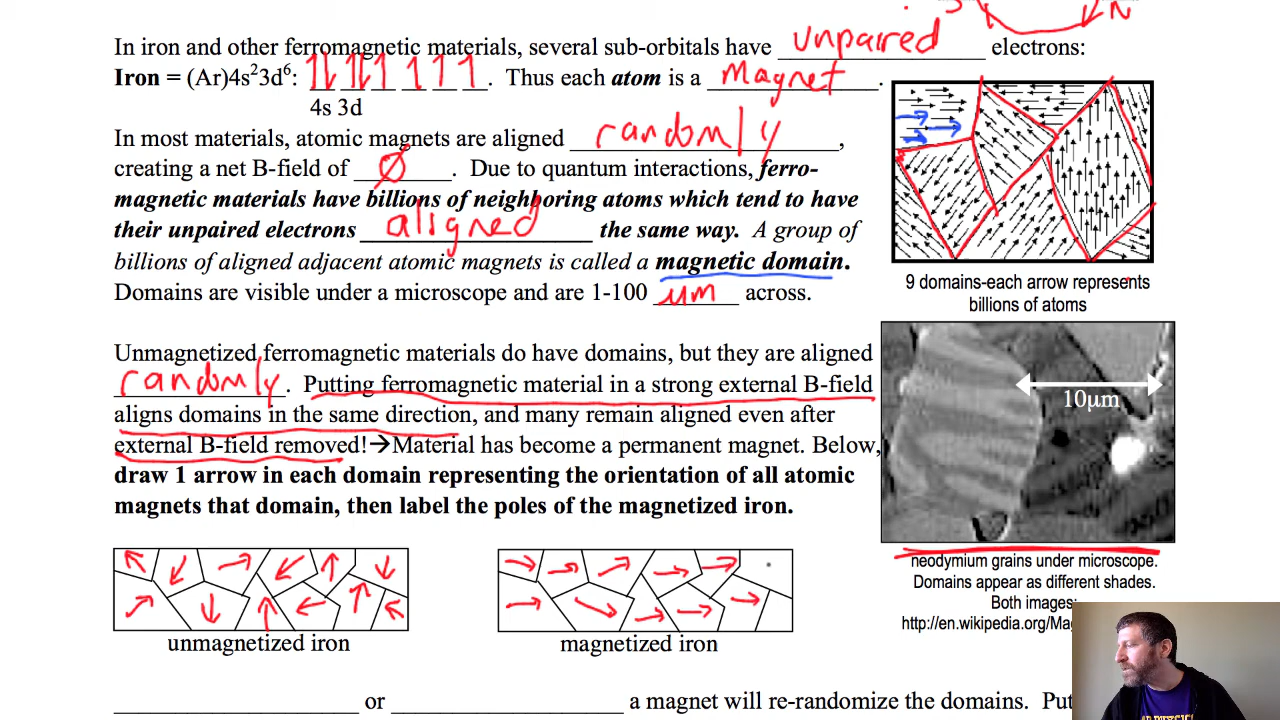 S N
In iron and other ferromagnetic materials, several sub-orbitals have unpaired electrons:
Iron = (Ar)4s²3d⁶: ↿⇂ ↿⇂ ↿ ↿ ↿ ↿. Thus each atom is a magnet.
4s 3d
In most materials, atomic magnets are aligned randomly,
creating a net B-field of Ø. Due to quantum interactions, ferro-
magnetic materials have billions of neighboring atoms which tend to have
their unpaired electrons aligned the same way. A group of
billions of aligned adjacent atomic magnets is called a magnetic domain.
Domains are visible under a microscope and are 1-100 µm across.
9 domains-each arrow represents
billions of atoms
Unmagnetized ferromagnetic materials do have domains, but they are aligned
randomly. Putting ferromagnetic material in a strong external B-field
aligns domains in the same direction, and many remain aligned even after
external B-field removed!→Material has become a permanent magnet. Below,
draw 1 arrow in each domain representing the orientation of all atomic
magnets that domain, then label the poles of the magnetized iron.
10µm
neodymium grains under microscope.
Domains appear as different shades.
Both images:
http://en.wikipedia.org/Mag
unmagnetized iron
magnetized iron
______ or ______ a magnet will re-randomize the domains.